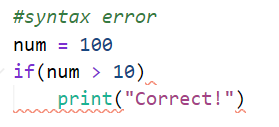 #syntax error
num = 100
if(num > 10)
    print("Correct!")